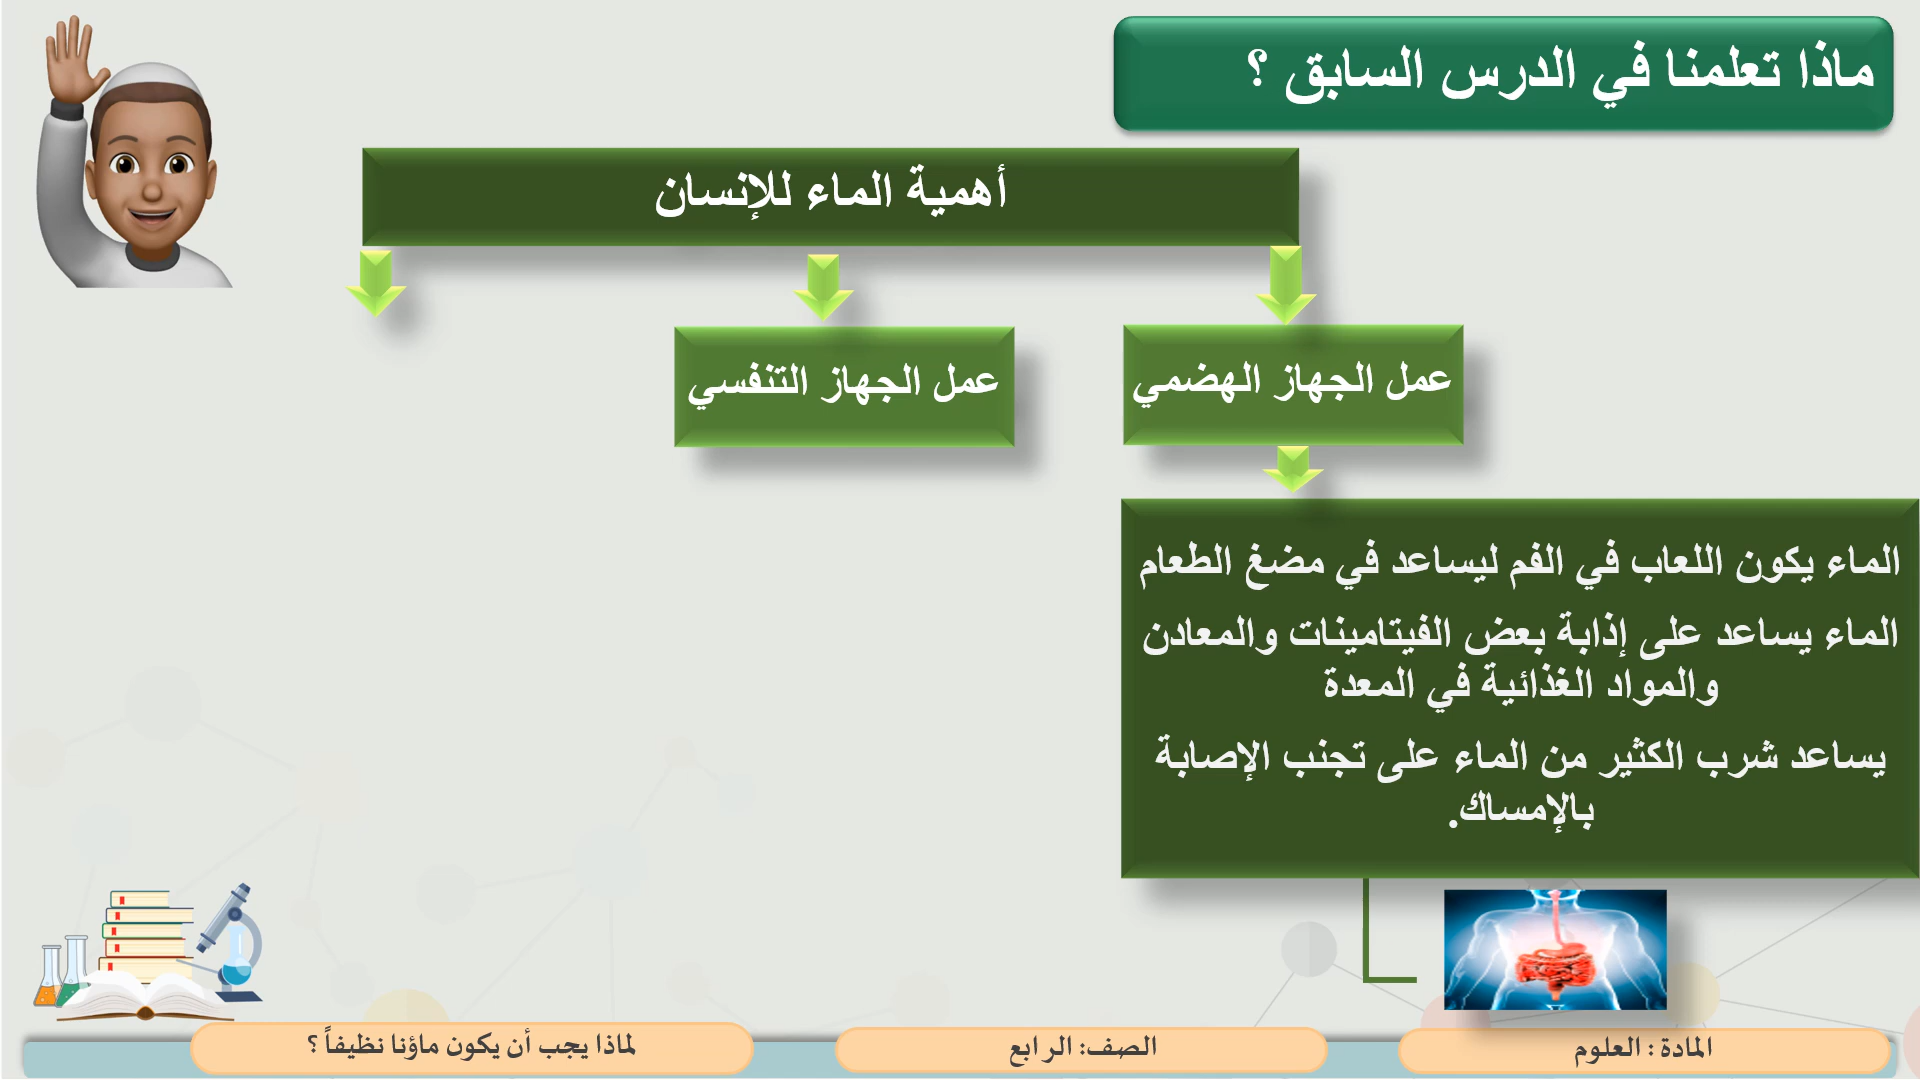 ماذا تعلمنا في الدرس السابق ؟
أهمية الماء للإنسان
عمل الجهاز الهضمي
عمل الجهاز التنفسي
الماء يكون اللعاب في الفم ليساعد في مضغ الطعام
الماء يساعد على إذابة بعض الفيتامينات والمعادن
والمواد الغذائية في المعدة
يساعد شرب الكثير من الماء على تجنب الإصابة
بالإمساك.
المادة : العلوم
الصف: الرابع
لماذا يجب أن يكون ماؤنا نظيفاً ؟